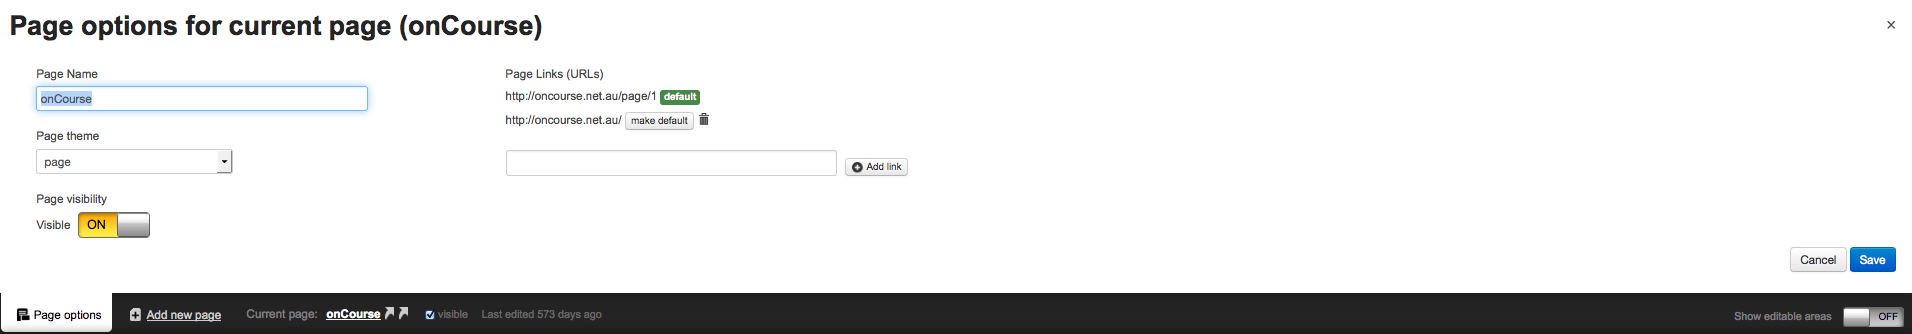 Page options for current page (onCourse)
×
Page Name
onCourse
Page theme
page
Page visibility
Visible ON
Page Links (URLs)
http://oncourse.net.au/page/1 default
http://oncourse.net.au/ make default
Add link
Cancel Save
Page options Add new page Current page: onCourse visible Last edited 573 days ago Show editable areas OFF